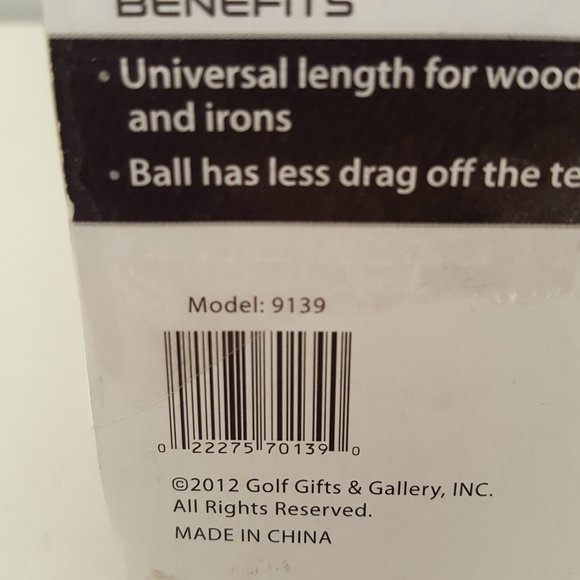 BENEFITS
• Universal length for wood
and irons
• Ball has less drag off the te
Model: 9139
0 22275 70139 0
©2012 Golf Gifts & Gallery, INC.
All Rights Reserved.
MADE IN CHINA